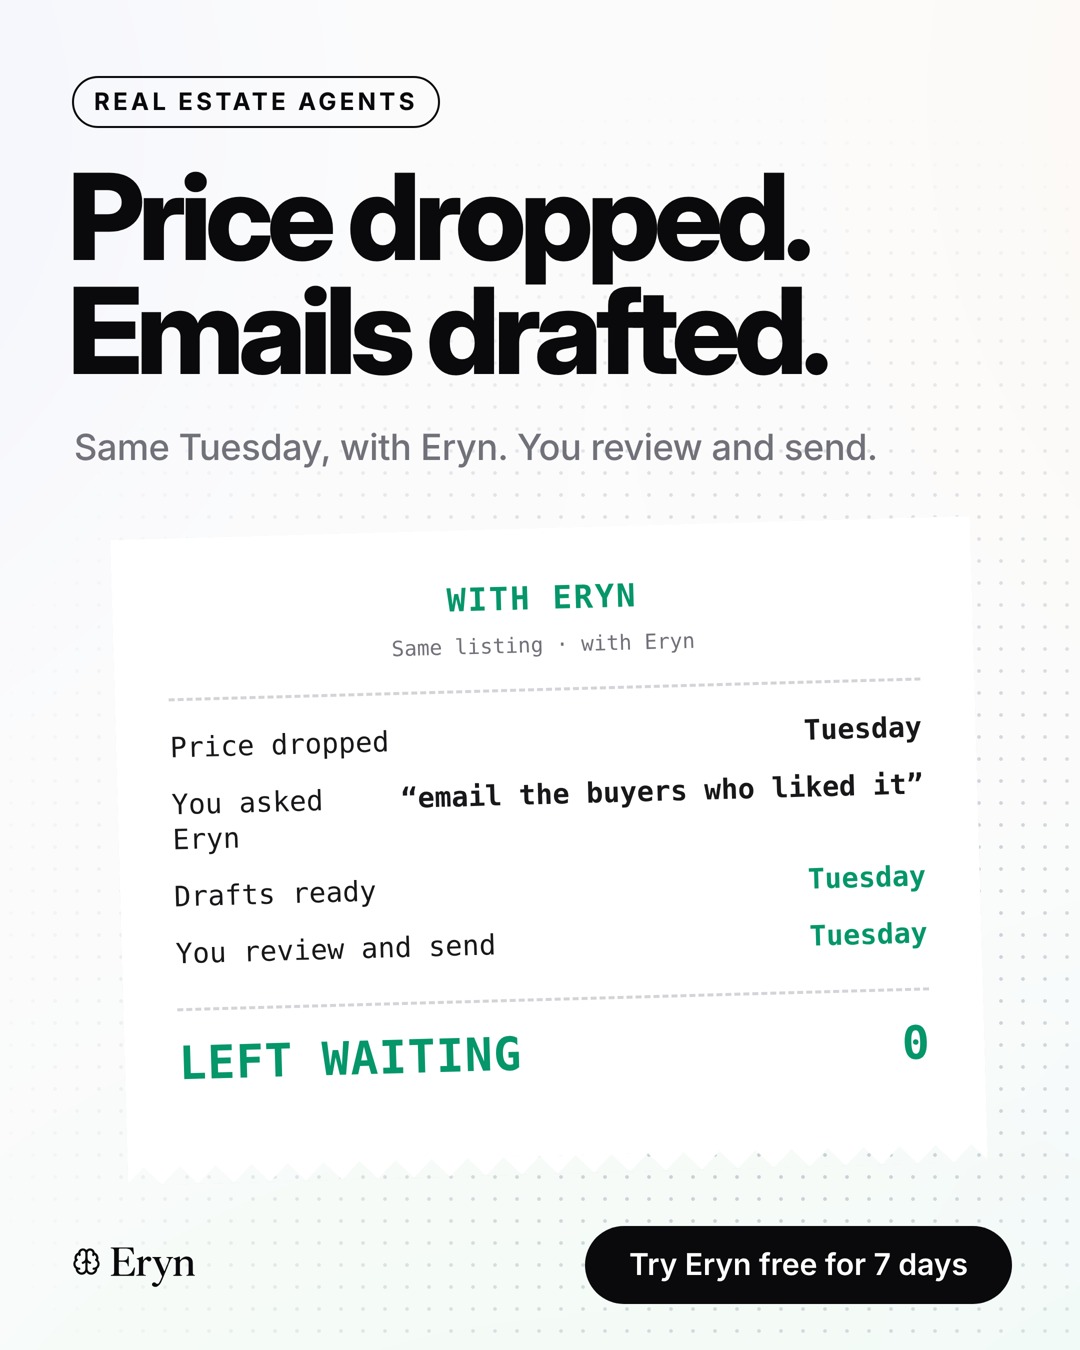 REAL ESTATE AGENTS
Price dropped.
Emails drafted.
Same Tuesday, with Eryn. You review and send.
WITH ERYN
Same listing · with Eryn
Price dropped Tuesday
You asked “email the buyers who liked it”
Eryn
Drafts ready Tuesday
You review and send Tuesday
LEFT WAITING 0
Eryn
Try Eryn free for 7 days